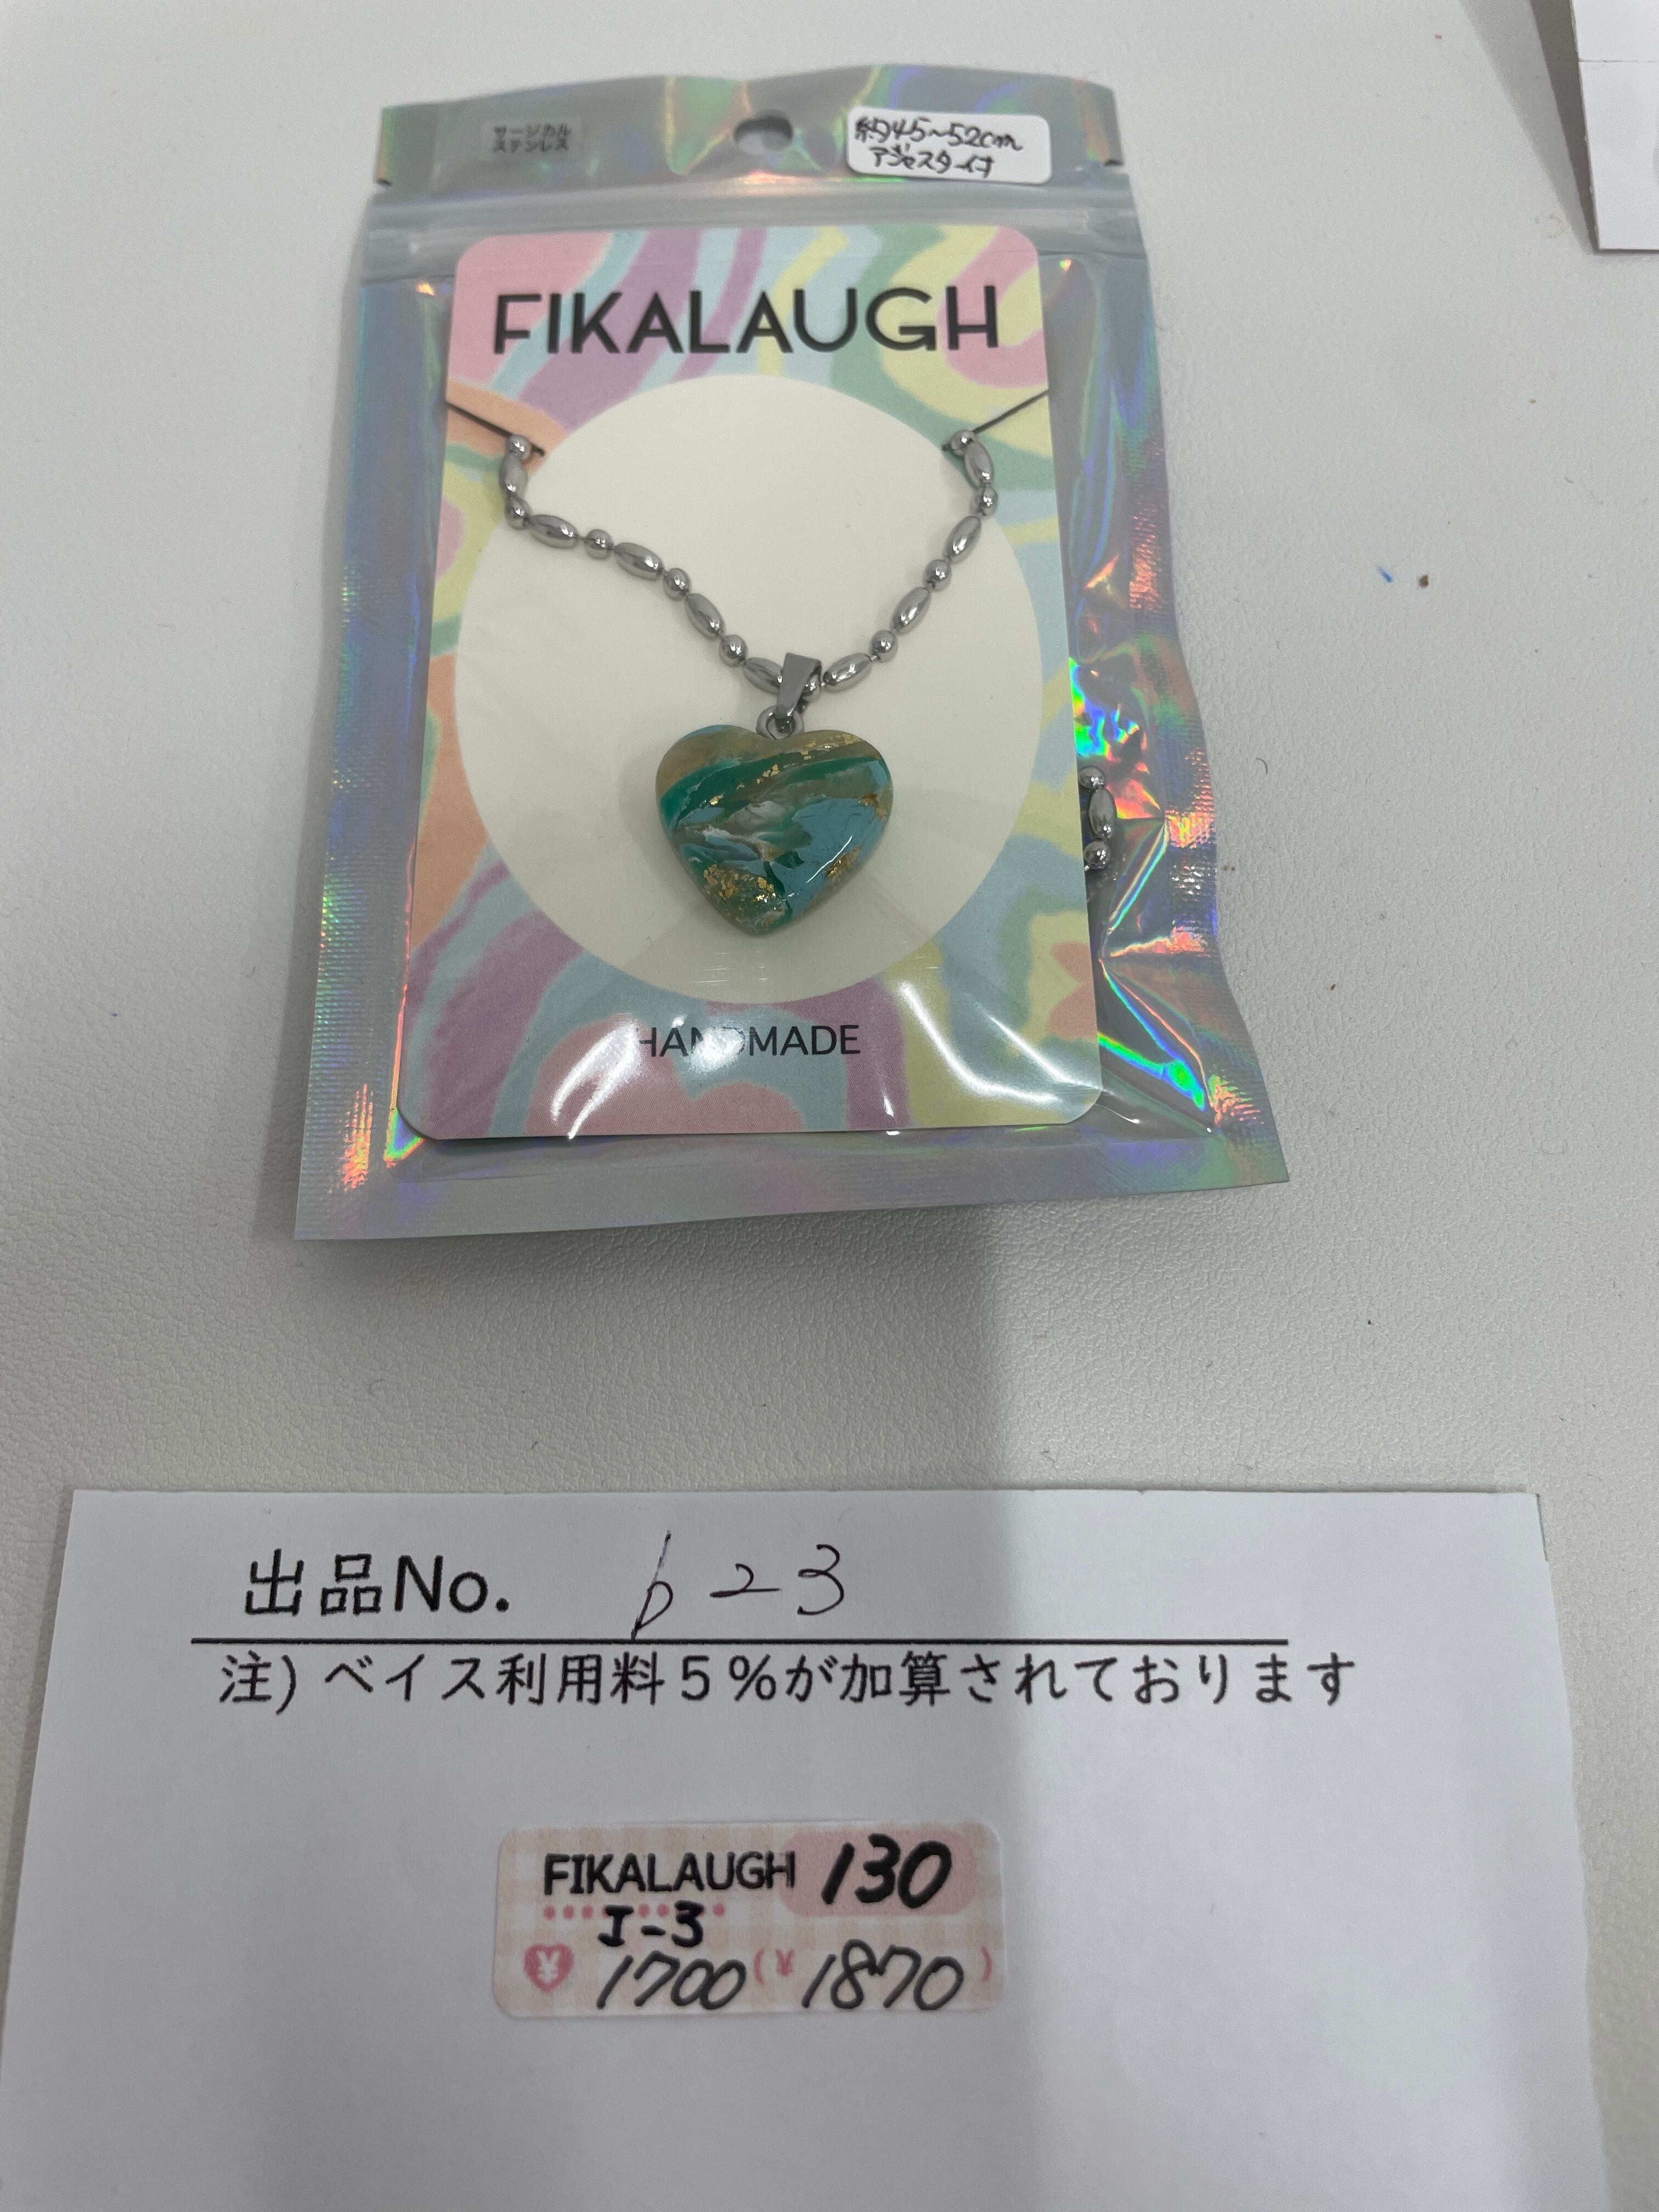 サージカル
ステンレス
約45~52cm
アジャスター付
FIKALAUGH
HANDMADE
出品No. b23
注) ベイス利用料5%が加算されております
FIKALAUGH 130
I-3
¥ 1700 (¥ 1870 )